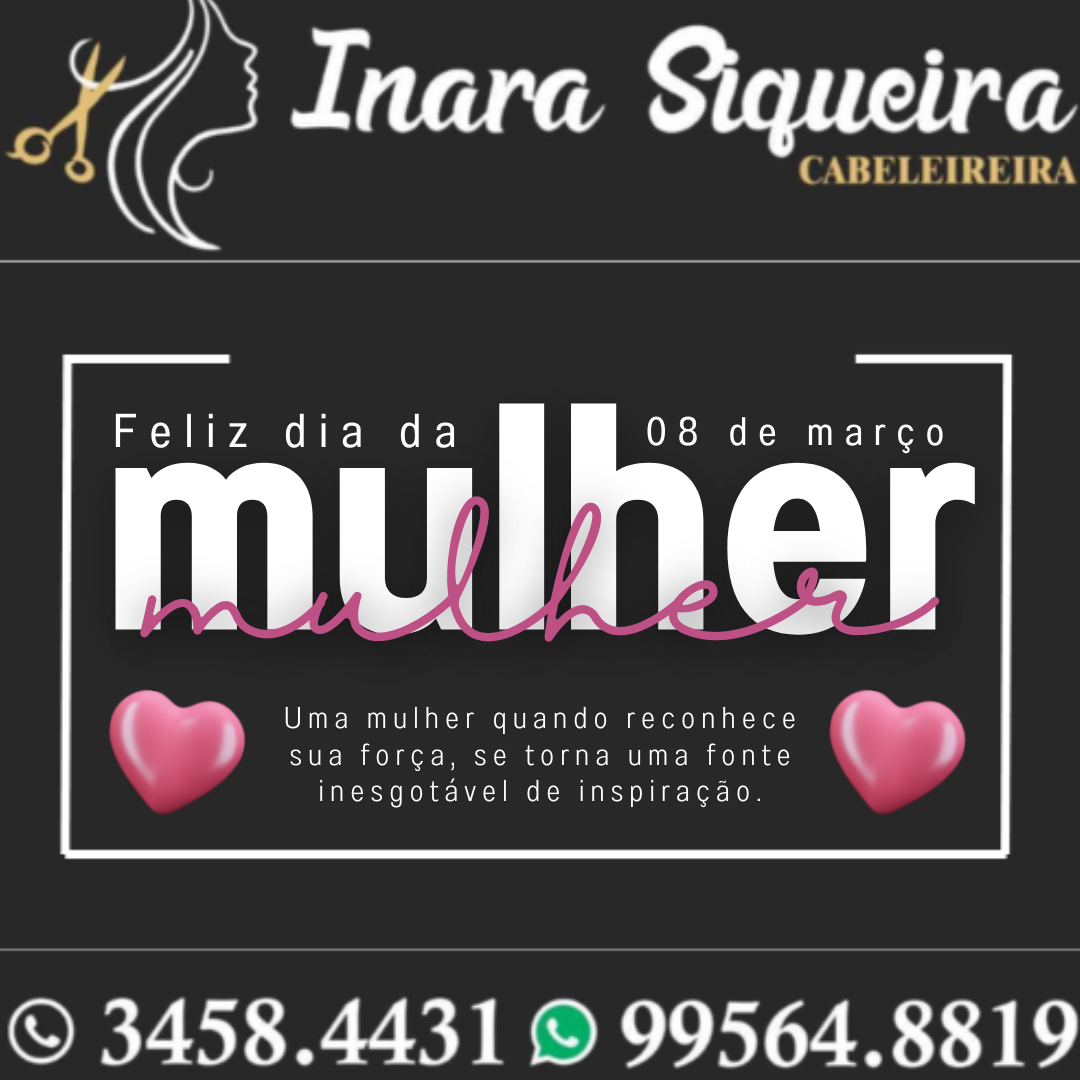 Inara Siqueira
CABELEIREIRA
Feliz dia da
08 de março
mulher
mulher
Uma mulher quando reconhece
sua força, se torna uma fonte
inesgotável de inspiração.
3458.4431 99564.8819